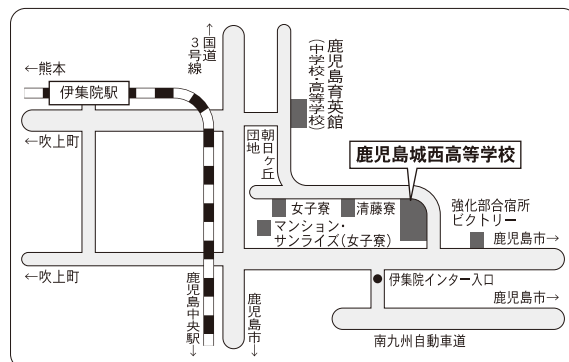 ↑国道3号線
←熊本
伊集院駅
←吹上町
鹿児島育英館
（中学校・高等学校）
朝日ヶ丘
団地
鹿児島城西高等学校
女子寮
清藤寮
マンション・
サンライズ（女子寮）
強化部合宿所
ビクトリー
鹿児島市→
←吹上町
鹿児島中央駅→
鹿児島市→
伊集院インター入口
鹿児島市→
南九州自動車道